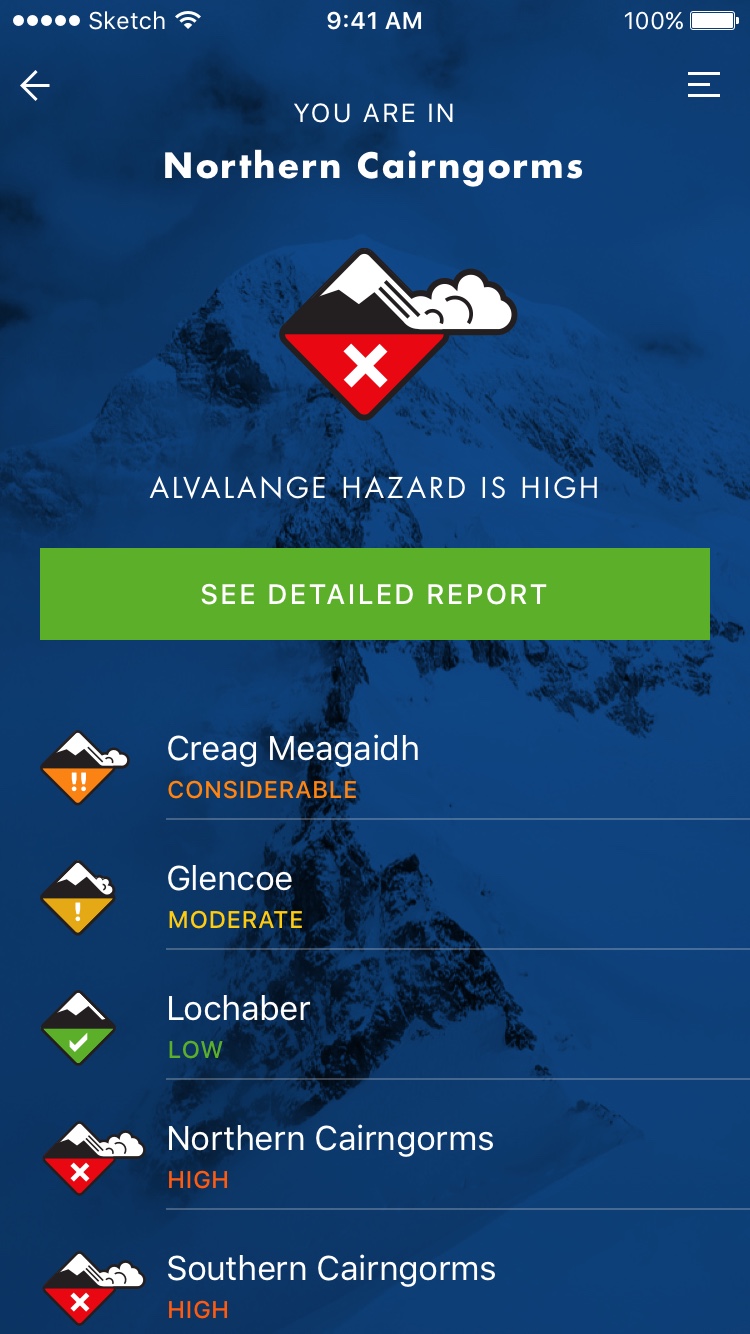 Sketch 9:41 AM 100%
YOU ARE IN
Northern Cairngorms
ALVALANGE HAZARD IS HIGH
SEE DETAILED REPORT
Creag Meagaidh
CONSIDERABLE
Glencoe
MODERATE
Lochaber
LOW
Northern Cairngorms
HIGH
Southern Cairngorms
HIGH